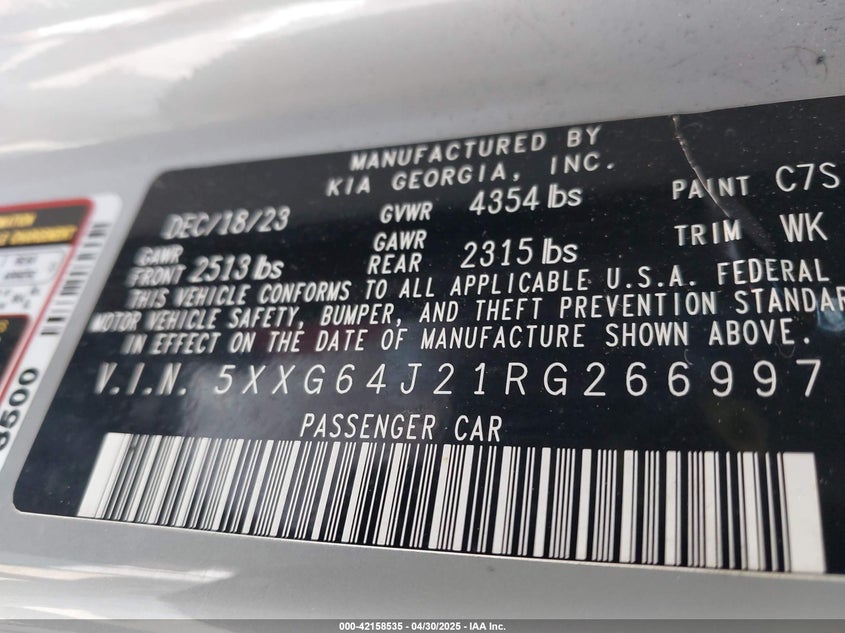 MANUFACTURED BY
KIA GEORGIA, INC.
DEC/18/23 GVWR 4354 lbs PAINT C7S
GAWR FRONT 2513 lbs GAWR REAR 2315 lbs TRIM WK
THIS VEHICLE CONFORMS TO ALL APPLICABLE U.S.A. FEDERAL
MOTOR VEHICLE SAFETY, BUMPER, AND THEFT PREVENTION STANDAR
IN EFFECT ON THE DATE OF MANUFACTURE SHOWN ABOVE.
V.I.N. 5XXG64J21RG266997
PASSENGER CAR
000-42158535 / 04/30/2025 - IAA Inc.